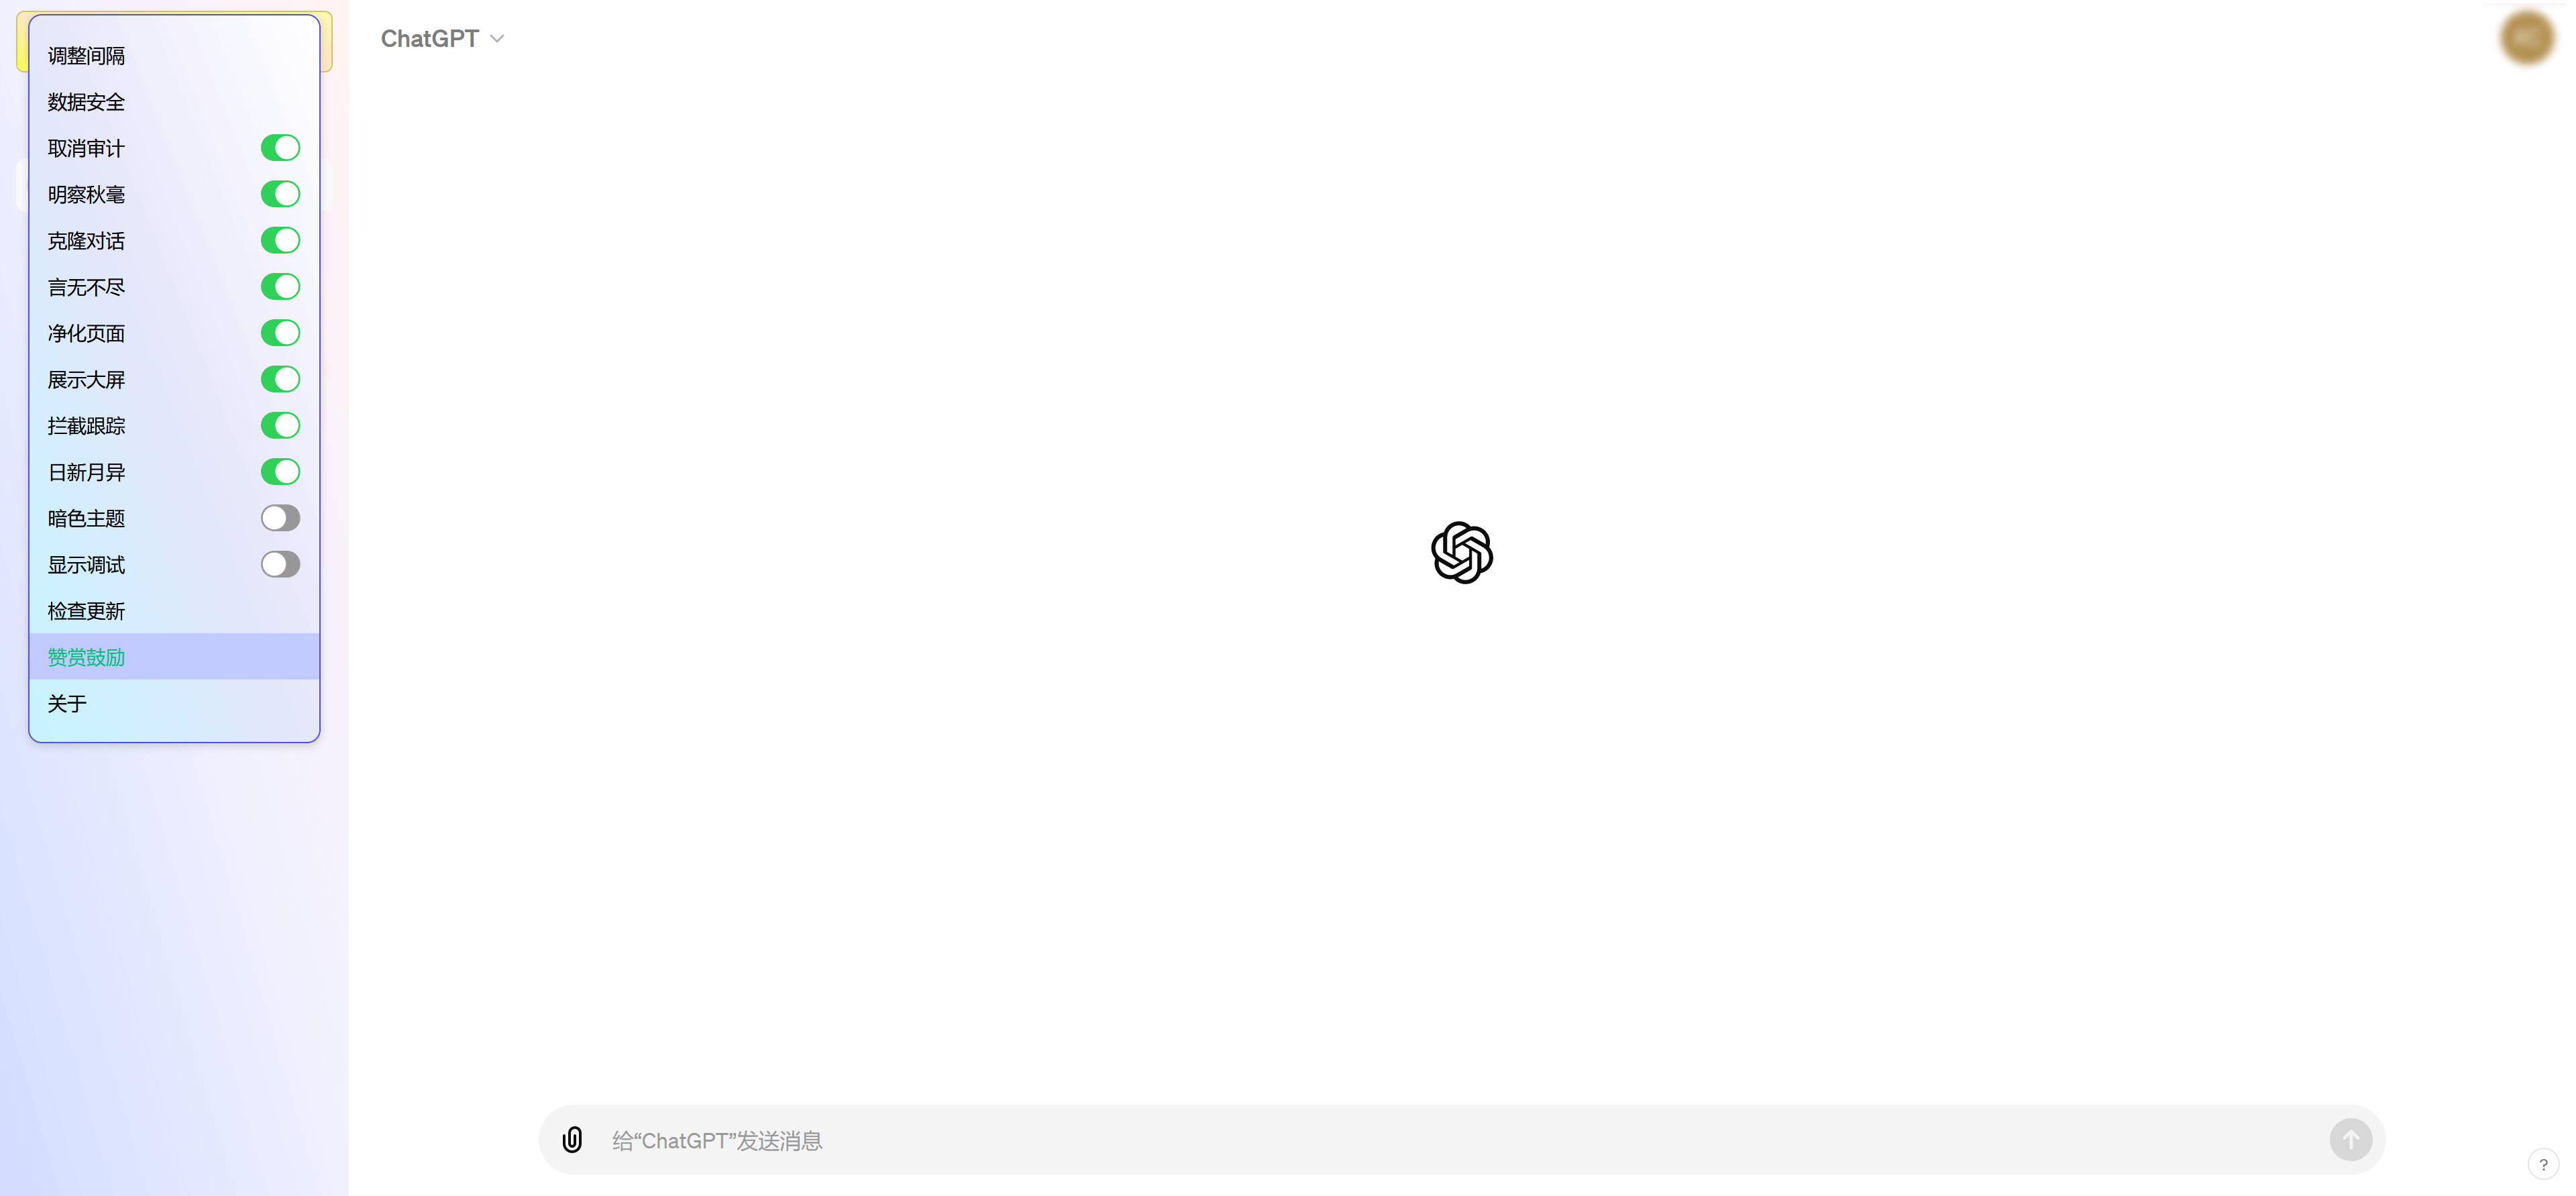 调整间隔
数据安全
取消审计
明察秋毫
克隆对话
言无不尽
净化页面
展示大屏
拦截跟踪
日新月异
暗色主题
显示调试
检查更新
赞赏鼓励
关于
ChatGPT
给“ChatGPT”发送消息
?